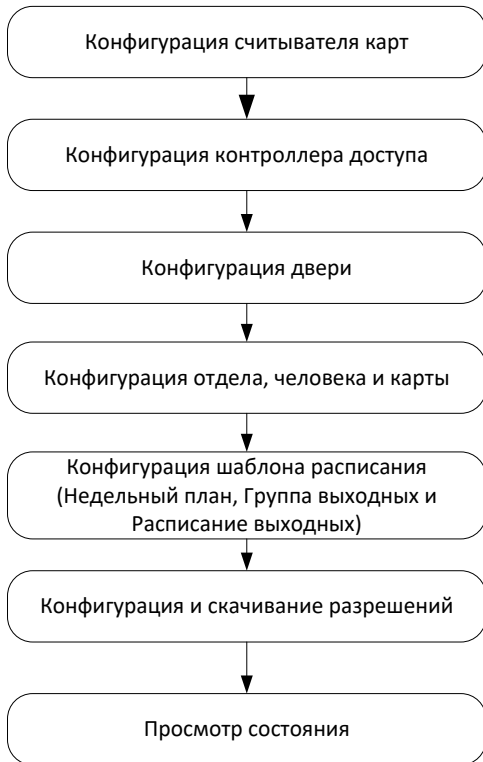 Конфигурация считывателя карт
Конфигурация контроллера доступа
Конфигурация двери
Конфигурация отдела, человека и карты
Конфигурация шаблона расписания
(Недельный план, Группа выходных и
Расписание выходных)
Конфигурация и скачивание разрешений
Просмотр состояния